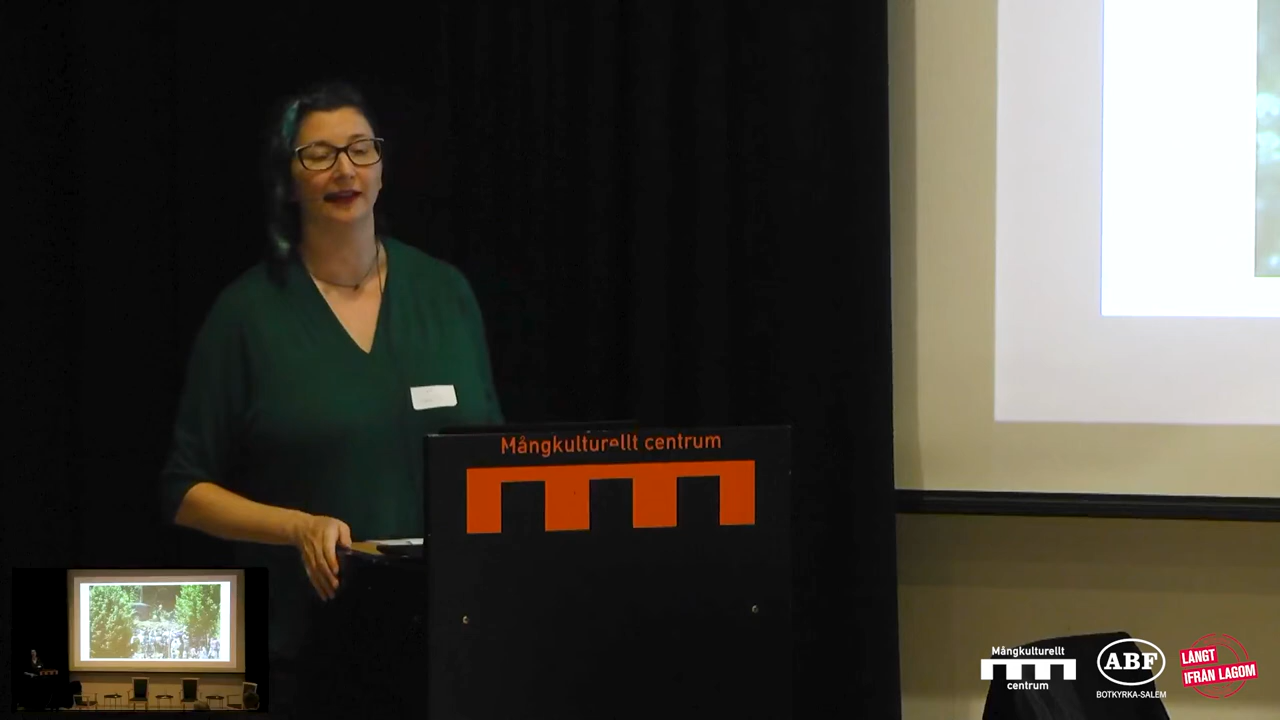 Mångkulturellt centrum
Mångkulturellt
centrum
ABF
BOTKYRKA-SALEM
LÅNGT
IFRÅN LAGOM